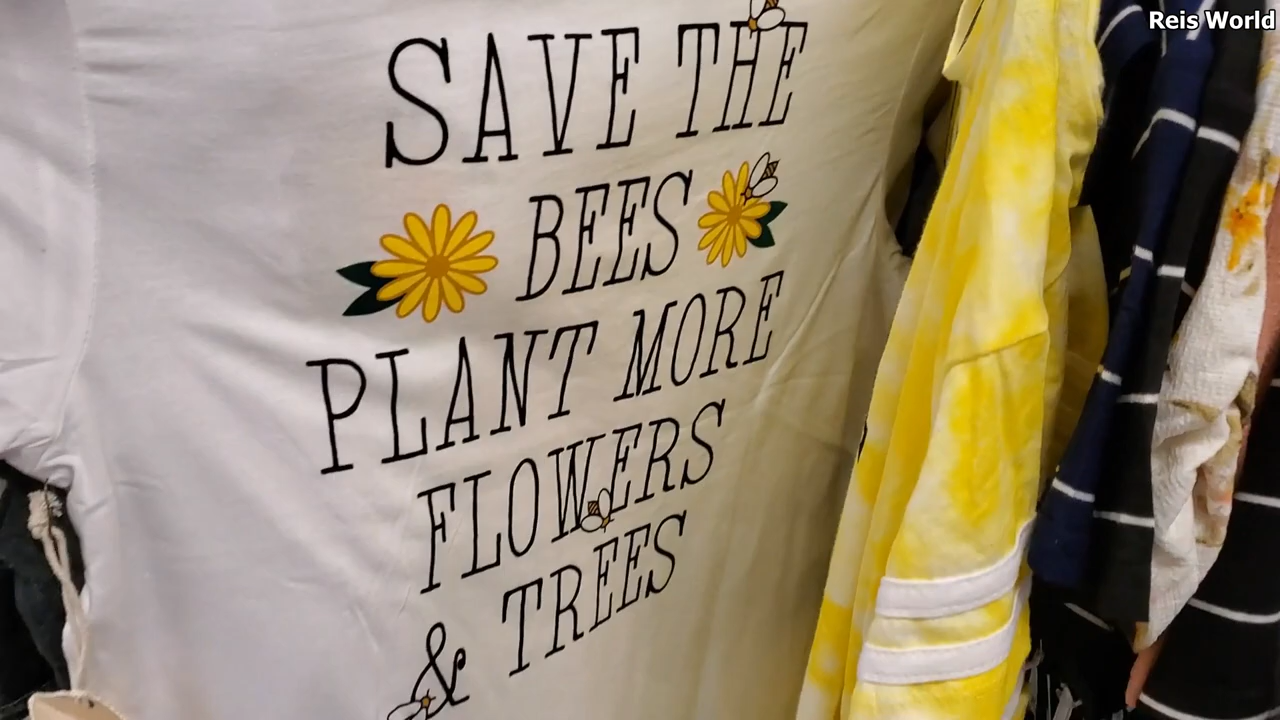 Reis World
SAVE THE
BEES
PLANT MORE
FLOWERS
& TREES